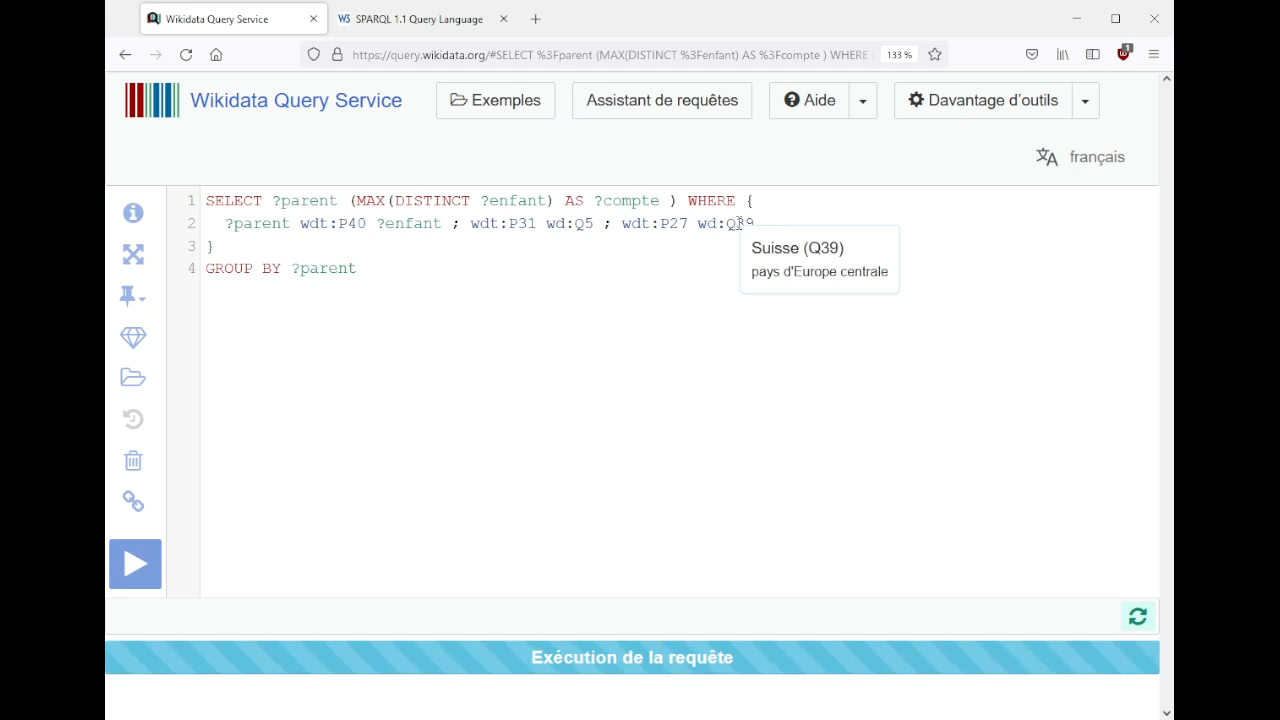 Wikidata Query Service
W3 SPARQL 1.1 Query Language
https://query.wikidata.org/#SELECT %3Fparent (MAX(DISTINCT %3Fenfant) AS %3Fcompte ) WHERE
133 %
1
Wikidata Query Service
Exemples
Assistant de requêtes
Aide
Davantage d'outils
français
1 SELECT ?parent (MAX(DISTINCT ?enfant) AS ?compte ) WHERE {
2 ?parent wdt:P40 ?enfant ; wdt:P31 wd:Q5 ; wdt:P27 wd:Q39
3 }
4 GROUP BY ?parent
Suisse (Q39)
pays d'Europe centrale
Exécution de la requête